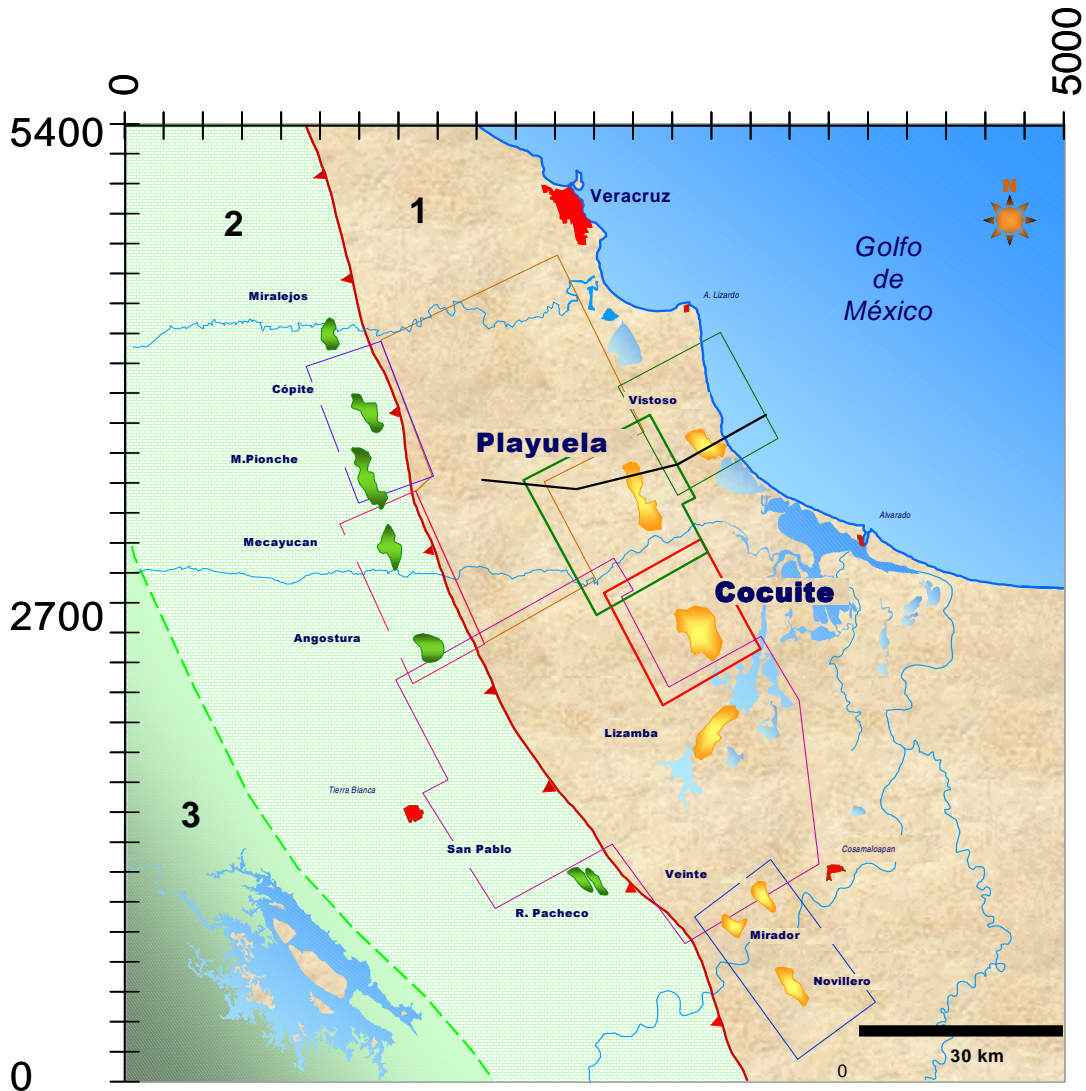 0
5000
5400
Veracruz
N
1
2
Golfo
de
México
Miralejos
A. Lizardo
Cópite
Vistoso
Playuela
M.Pionche
Alvarado
Mecayucan
Cocuite
2700
Angostura
Lizamba
Tierra Blanca
3
San Pablo
Cosamaloapan
Veinte
R. Pacheco
Mirador
Novillero
30 km
0
0